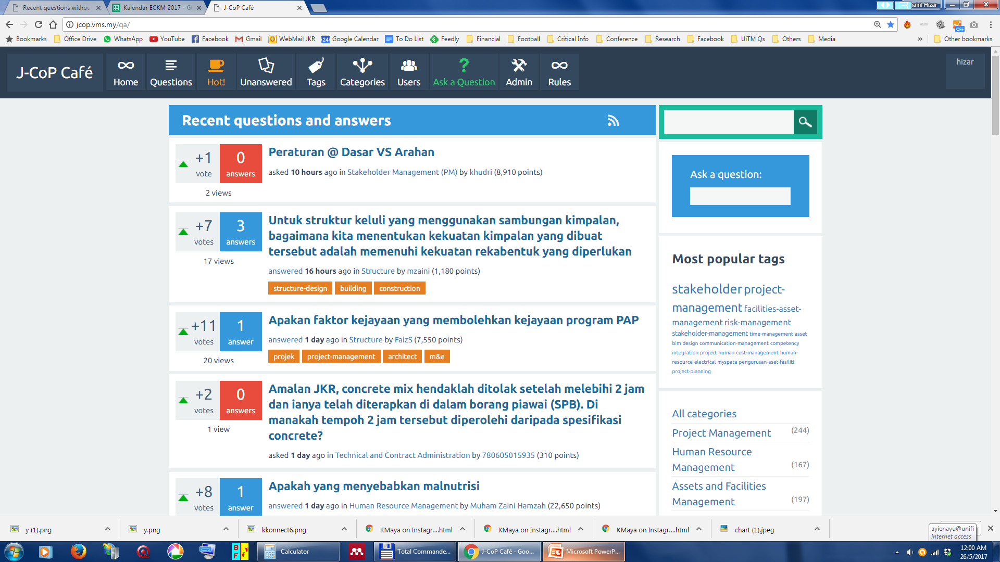 Recent questions withou
Kalendar ECKM 2017 - G
J-CoP Café
hairil Hizar
jcop.vms.my/qa/
OFF
Bookmarks
Office Drive
WhatsApp
YouTube
Facebook
Gmail
WebMail JKR
24
Google Calendar
To Do List
Feedly
Financial
Football
Critical Info
Conference
Research
Facebook
UiTM Qs
Others
Media
»
Other bookmarks
J-CoP Café
Home
Questions
Hot!
Unanswered
Tags
Categories
Users
?
Ask a Question
Admin
Rules
hizar
Recent questions and answers
+1
vote
0
answers
2 views
Peraturan @ Dasar VS Arahan
asked 10 hours ago in Stakeholder Management (PM) by khudri (8,910 points)
+7
votes
3
answers
17 views
Untuk struktur keluli yang menggunakan sambungan kimpalan,
bagaimana kita menentukan kekuatan kimpalan yang dibuat
tersebut adalah memenuhi kekuatan rekabentuk yang diperlukan
answered 16 hours ago in Structure by mzaini (1,180 points)
structure-design building construction
+11
votes
1
answer
20 views
Apakan faktor kejayaan yang membolehkan kejayaan program PAP
answered 1 day ago in Structure by FaizS (7,550 points)
projek project-management architect m&e
+2
votes
0
answers
1 view
Amalan JKR, concrete mix hendaklah ditolak setelah melebihi 2 jam
dan ianya telah diterapkan di dalam borang piawai (SPB). Di
manakah tempoh 2 jam tersebut diperolehi daripada spesifikasi
concrete?
asked 1 day ago in Technical and Contract Administration by 780605015935 (310 points)
+8
votes
1
answer
Apakah yang menyebabkan malnutrisi
answered 1 day ago in Human Resource Management by Muham Zaini Hamzah (22,650 points)
Ask a question:
Most popular tags
stakeholder project-
management facilities-asset-
management risk-management
stakeholder-management time-management asset
bim design communication-management competency
integration project human cost-management human-
resource electrical myspata pengurusan-aset-fasiliti
project-planning
All categories
Project Management (244)
Human Resource
Management (167)
Assets and Facilities
Management (197)
y (1).png
y.png
kkonnect6.png
KMaya on Instagr....html
KMaya on Instagr....html
KMaya on Instagr....html
chart (1).jpeg
ayienayu@unifi
Internet access
B
F
Calculator
Total Commande...
J-CoP Café - Goo...
Microsoft PowerP...
12:00 AM
26/5/2017